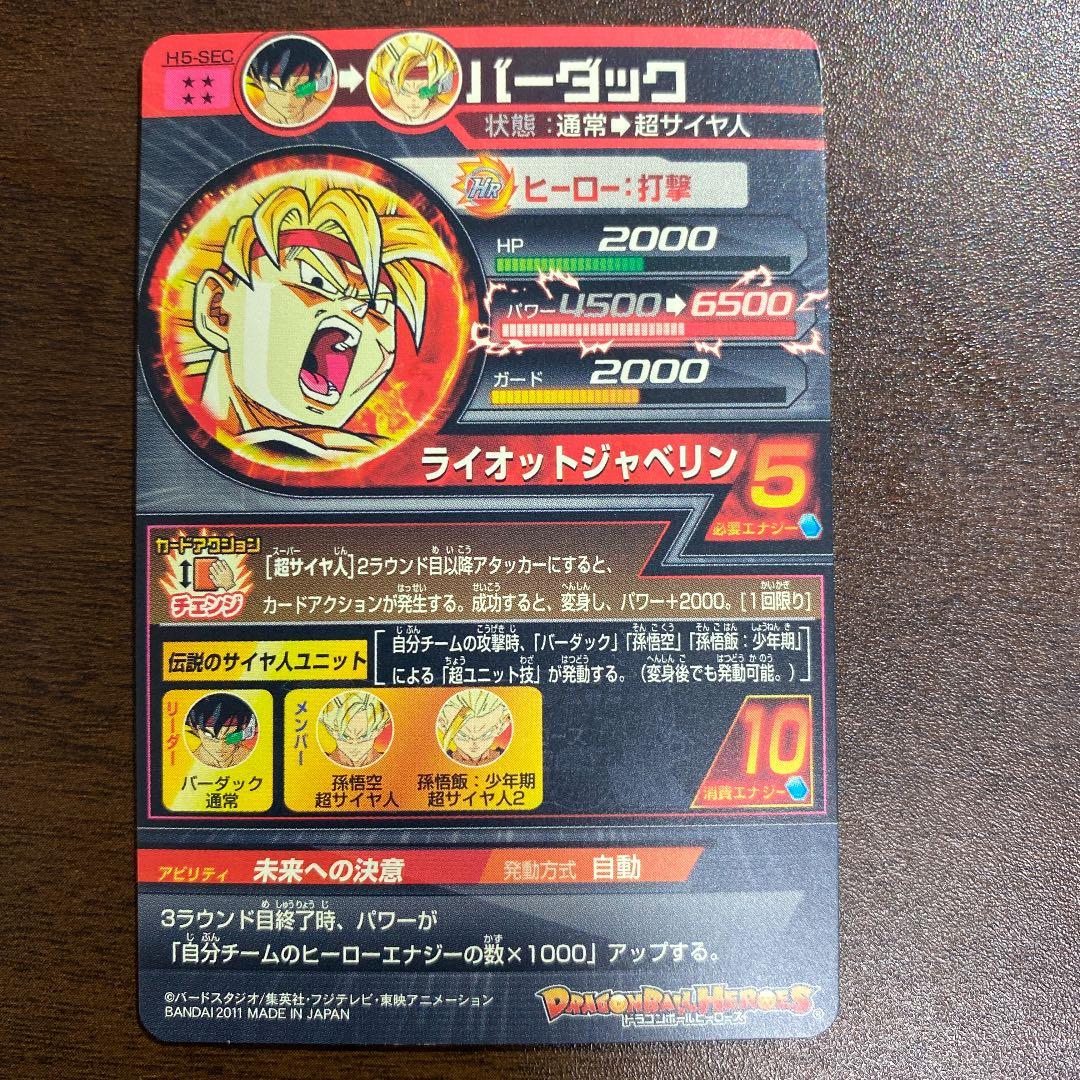 H5-SEC
バーダック
状態：通常➡超サイヤ人
HR
ヒーロー：打撃
HP 2000
パワー 4500➡6500
ガード 2000
ライオットジャベリン
5
必要エナジー
カードアクション
チェンジ
[超サイヤ人]2ラウンド目以降アタッカーにすると、
カードアクションが発生する。成功すると、変身し、パワー+2000。[1回限り]
伝説のサイヤ人ユニット
自分チームの攻撃時、「バーダック」「孫悟空」「孫悟飯：少年期」
による「超ユニット技」が発動する。（変身後でも発動可能。）
リーダー
バーダック
通常
メンバー
孫悟空
超サイヤ人
孫悟飯：少年期
超サイヤ人2
10
消費エナジー
アビリティ 未来への決意 発動方式 自動
3ラウンド目終了時、パワーが
「自分チームのヒーローエナジーの数×1000」アップする。
©バードスタジオ/集英社・フジテレビ・東映アニメーション
BANDAI 2011 MADE IN JAPAN
DRAGONBALL HEROES
ドラゴンボールヒーローズ